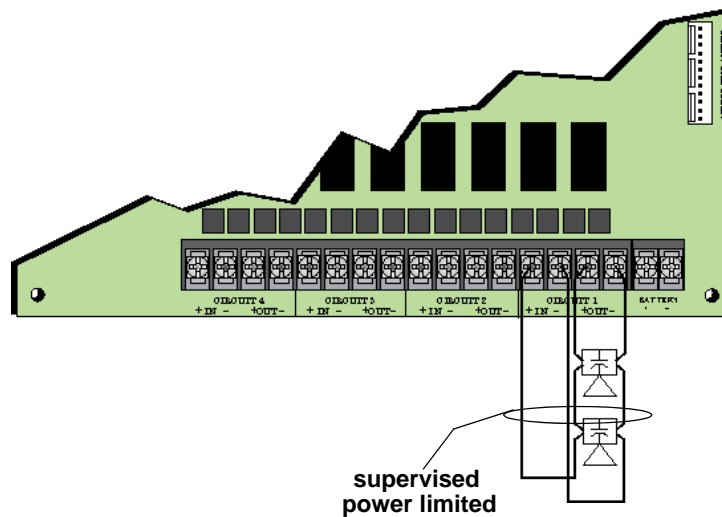 CIRCUIT 4 CIRCUIT 3 CIRCUIT 2 CIRCUIT 1 BATTERY
+ IN - +OUT- + IN - +OUT- + IN - +OUT- + IN - +OUT- + -
supervised
power limited